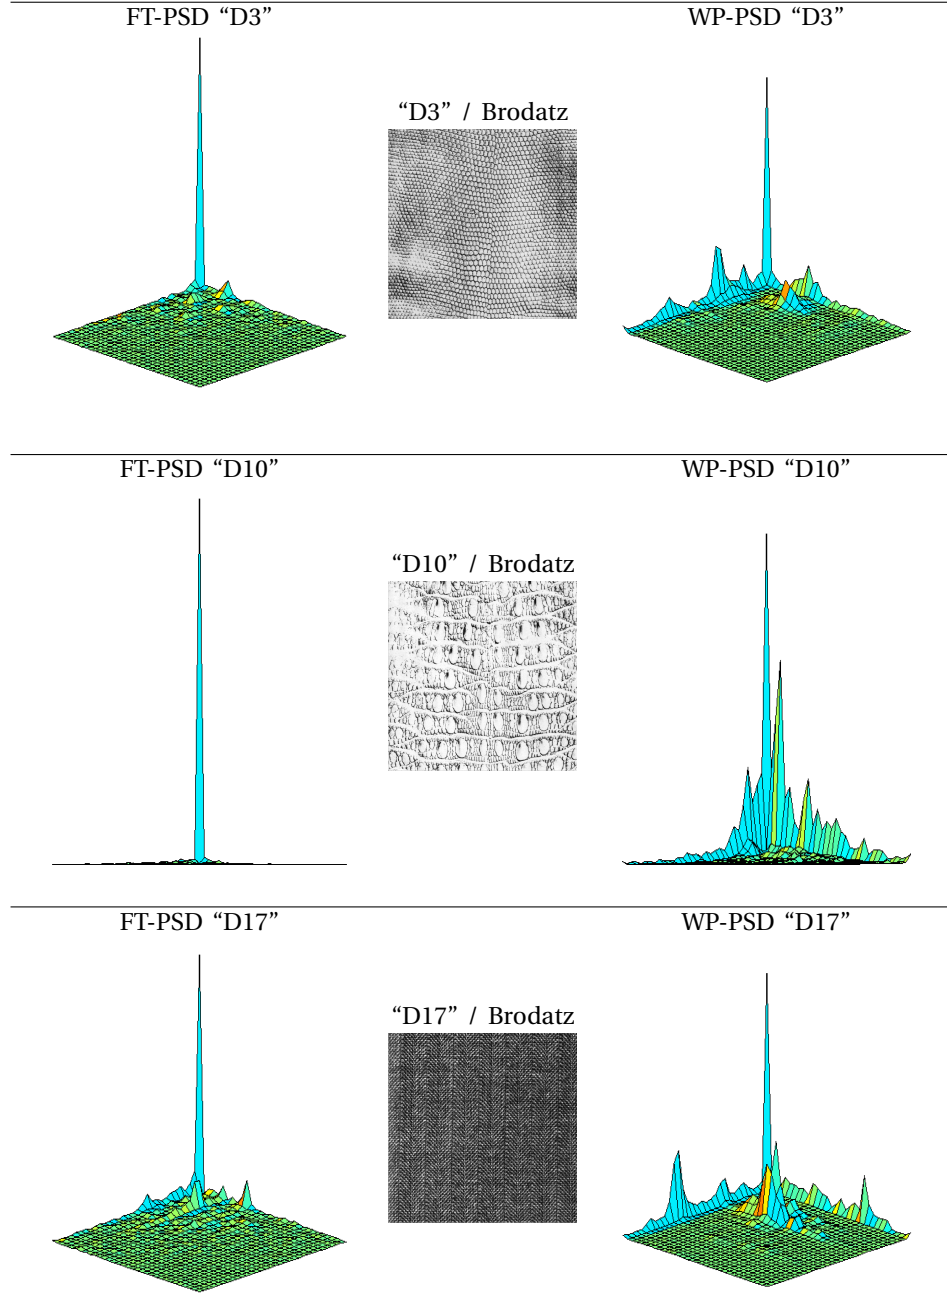 FT-PSD “D3”
WP-PSD “D3”
“D3” / Brodatz
FT-PSD “D10”
WP-PSD “D10”
“D10” / Brodatz
FT-PSD “D17”
WP-PSD “D17”
“D17” / Brodatz